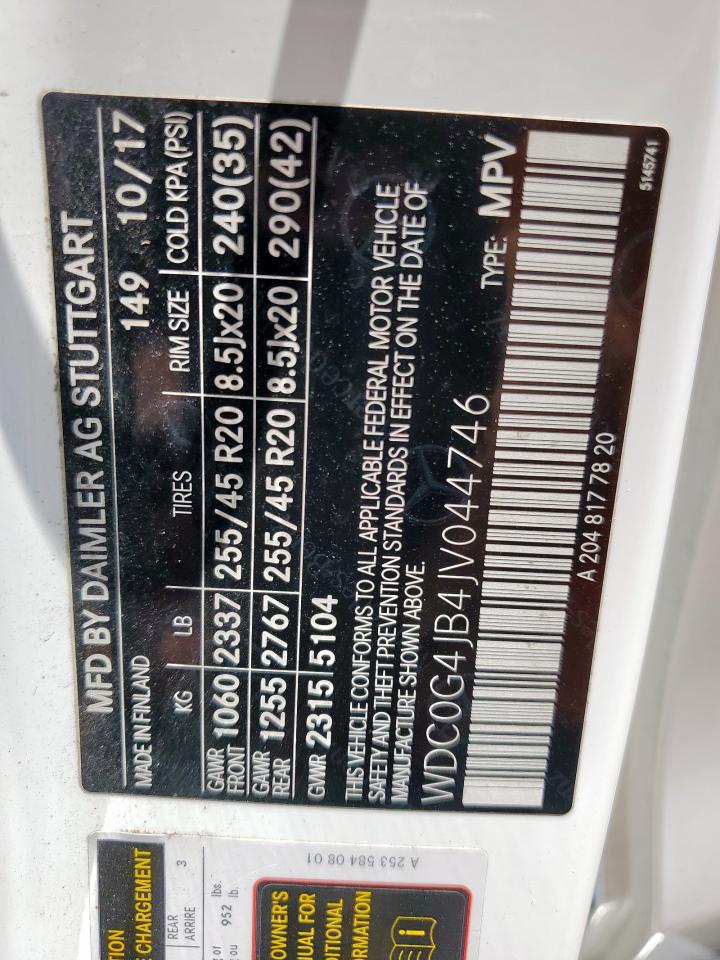 MFD BY DAIMLER AG STUTTGART
MADE IN FINLAND 149 10/17
KG LB TIRES RIM SIZE COLD KPA (PSI)
GAWR FRONT 1060 2337 255/45 R20 8.5Jx20 240(35)
GAWR REAR 1255 2767 255/45 R20 8.5Jx20 290(42)
GVWR 2315 5104
THIS VEHICLE CONFORMS TO ALL APPLICABLE FEDERAL MOTOR VEHICLE
SAFETY AND THEFT PREVENTION STANDARDS IN EFFECT ON THE DATE OF
MANUFACTURE SHOWN ABOVE.
WDC0G4JB4JV044746 TYPE: MPV
A 204 817 78 20
5145741
CHARGEMENT
REAR
ARRIERE 3
lbs.
ou 952 lb.
A 253 584 08 01
OWNER'S
FOR